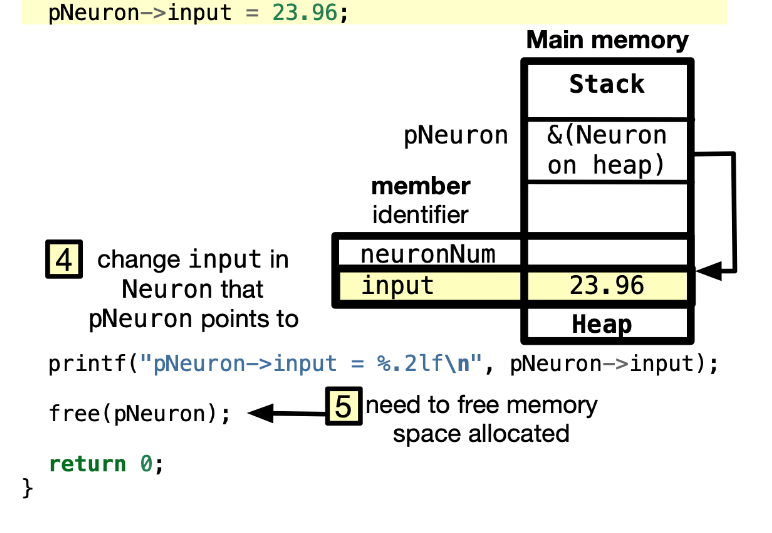 pNeuron->input = 23.96;
Main memory
Stack
pNeuron
&(Neuron
on heap)
member
identifier
neuronNum
input
23.96
Heap
4
change input in
Neuron that
pNeuron points to
printf("pNeuron->input = %.2lf\n", pNeuron->input);
free(pNeuron);
5
need to free memory
space allocated
return 0;
}